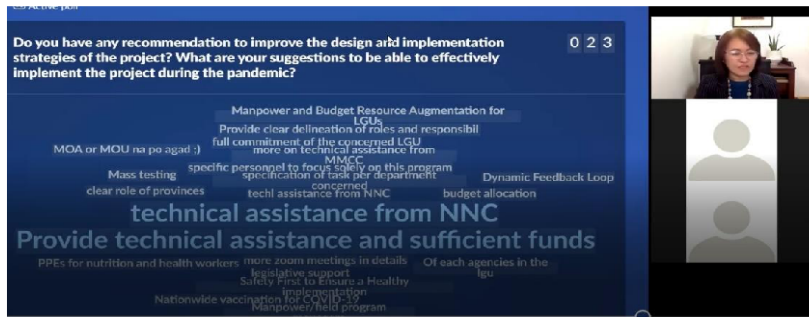 Active poll
Do you have any recommendation to improve the design and implementation
strategies of the project? What are your suggestions to be able to effectively
implement the project during the pandemic?
023
Manpower and Budget Resource Augmentation for
LGUs
Provide clear delineation of roles and responsibil
full commitment of the concerned LGU
MOA or MOU na po agad ;)
more on technical assistance from
MMCC
specific personnel to focus solely on this program
Mass testing
specification of task per department
concerned
Dynamic Feedback Loop
clear role of provinces
techl assistance from NNC
budget allocation
technical assistance from NNC
Provide technical assistance and sufficient funds
PPEs for nutrition and health workers
more zoom meetings in details
Of each agencies in the
lgu
legislative support
Safety First to Ensure a Healthy
implementation
Nationwide vaccination for COVID-19
Manpower/field program